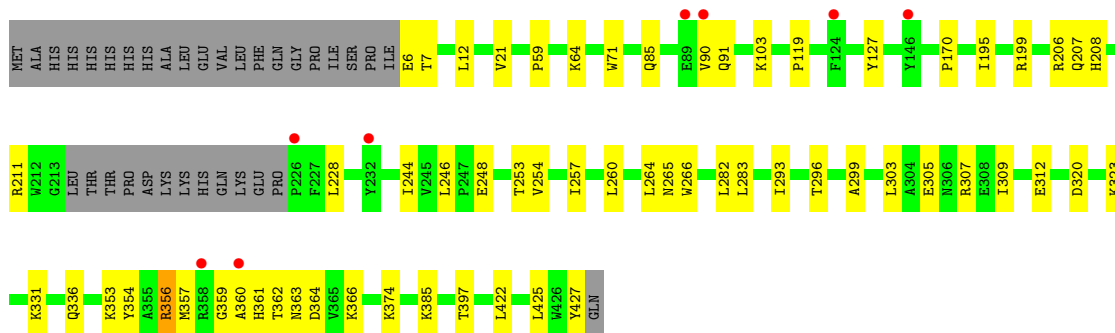 MET ALA HIS HIS HIS HIS HIS HIS ALA LEU GLU VAL LEU PHE GLN GLY PRO ILE SER PRO ILE E6 T7 L12 V21 P59 K64 W71 Q85 E89 V90 Q91 K103 P119 F124 Y127 Y146 P170 I195 R199 R206 Q207 H208
R211 W212 G213 LEU THR THR PRO ASP LYS LYS HIS GLN LYS GLU PRO P226 F227 L228 Y232 I244 V245 L246 P247 E248 T253 V254 I257 L260 L264 N265 W266 L282 L283 I293 T296 A299 L303 A304 E305 N306 R307 E308 I309 E312 D320
K331 Q336 K353 Y354 A355 R356 M357 R358 G359 A360 H361 T362 N363 D364 V365 K366 K374 K385 T397 L422 L425 W426 Y427 GLN